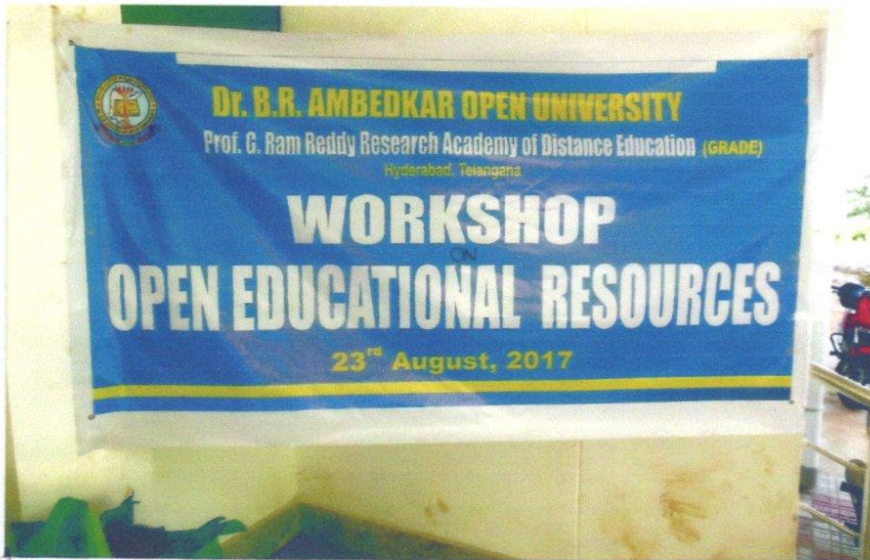 Dr. B.R. AMBEDKAR OPEN UNIVERSITY
Prof. G. Ram Reddy Research Academy of Distance Education (GRADE)
Hyderabad, Telangana
WORKSHOP
ON
OPEN EDUCATIONAL RESOURCES
23rd August, 2017